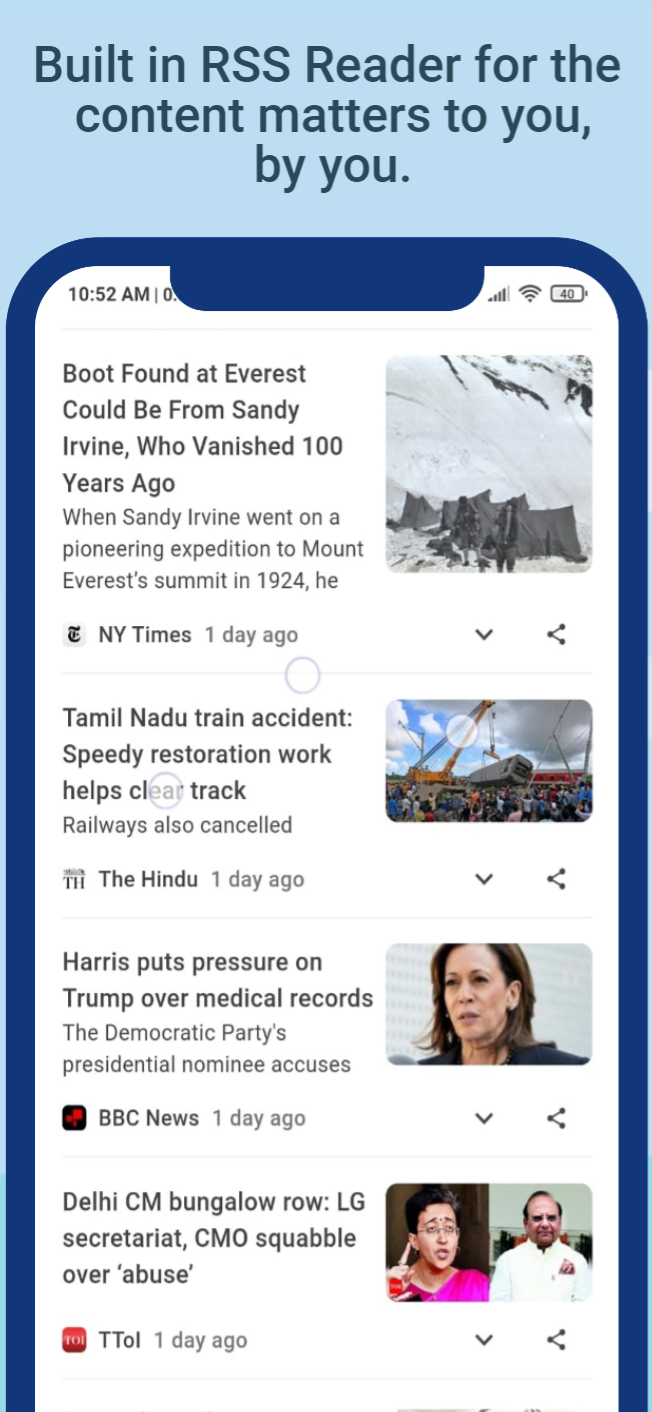 Built in RSS Reader for the
content matters to you,
by you.
10:52 AM | 0.
40
Boot Found at Everest
Could Be From Sandy
Irvine, Who Vanished 100
Years Ago
When Sandy Irvine went on a
pioneering expedition to Mount
Everest’s summit in 1924, he
NY Times 1 day ago
Tamil Nadu train accident:
Speedy restoration work
helps clear track
Railways also cancelled
TH The Hindu 1 day ago
Harris puts pressure on
Trump over medical records
The Democratic Party's
presidential nominee accuses
BBC News 1 day ago
Delhi CM bungalow row: LG
secretariat, CMO squabble
over ‘abuse’
TOI
TOI TToI 1 day ago